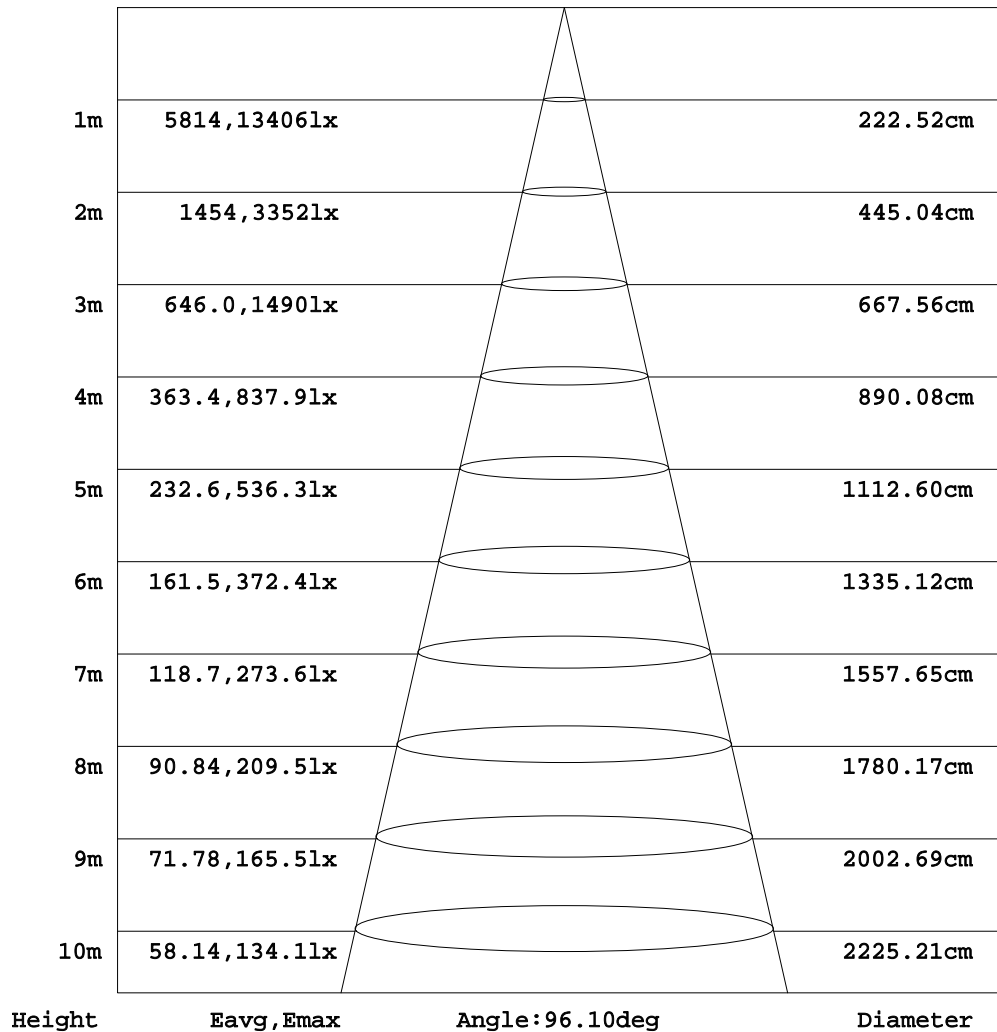 1m 5814,13406lx 222.52cm
2m 1454,3352lx 445.04cm
3m 646.0,1490lx 667.56cm
4m 363.4,837.9lx 890.08cm
5m 232.6,536.3lx 1112.60cm
6m 161.5,372.4lx 1335.12cm
7m 118.7,273.6lx 1557.65cm
8m 90.84,209.5lx 1780.17cm
9m 71.78,165.5lx 2002.69cm
10m 58.14,134.1lx 2225.21cm
Height Eavg,Emax Angle:96.10deg Diameter